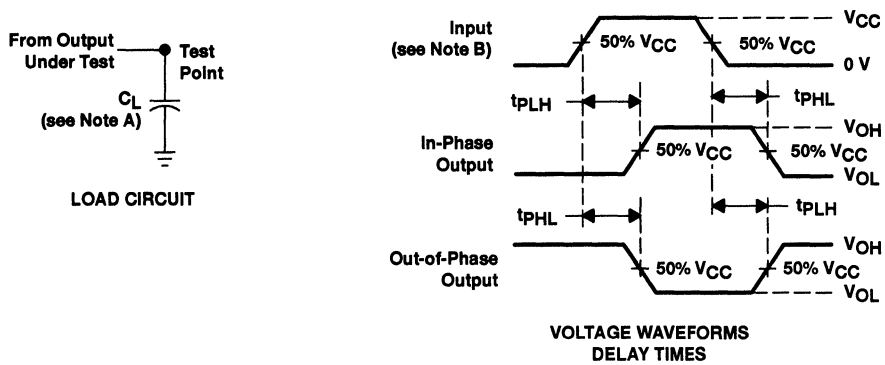 From Output
Under Test
Test
Point
CL
(see Note A)
LOAD CIRCUIT
Input
(see Note B)
50% VCC
50% VCC
VCC
0 V
tPLH
tPHL
In-Phase
Output
50% VCC
50% VCC
VOH
VOL
tPHL
tPLH
Out-of-Phase
Output
50% VCC
50% VCC
VOH
VOL
VOLTAGE WAVEFORMS
DELAY TIMES